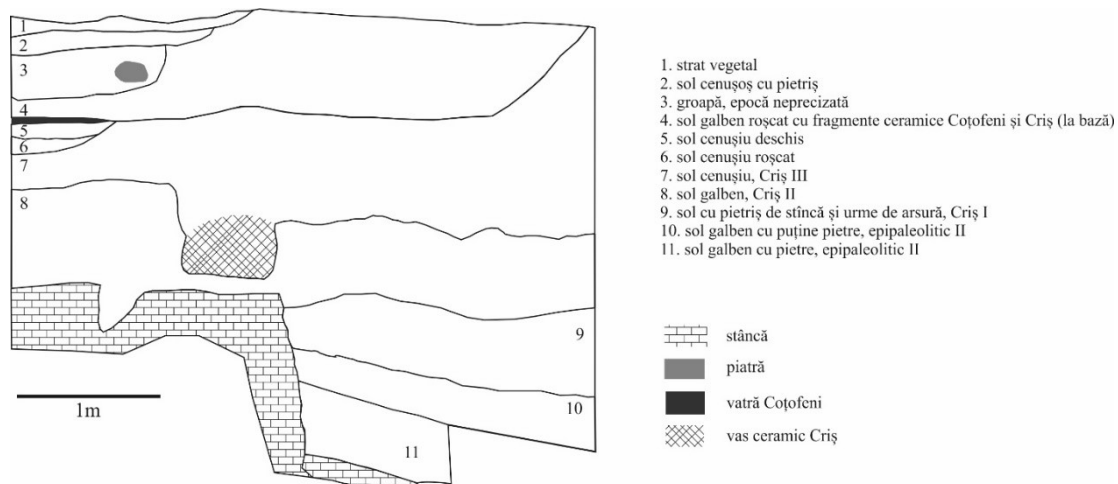 1
2
3
4
5
6
7
8
9
10
11
1m
1. strat vegetal
2. sol cenușos cu pietriș
3. groapă, epocă neprecizată
4. sol galben roșcat cu fragmente ceramice Coțofeni și Criș (la bază)
5. sol cenușiu deschis
6. sol cenușiu roșcat
7. sol cenușiu, Criș III
8. sol galben, Criș II
9. sol cu pietriș de stîncă și urme de arsură, Criș I
10. sol galben cu puține pietre, epipaleolitic II
11. sol galben cu pietre, epipaleolitic II
stâncă
piatră
vatră Coțofeni
vas ceramic Criș